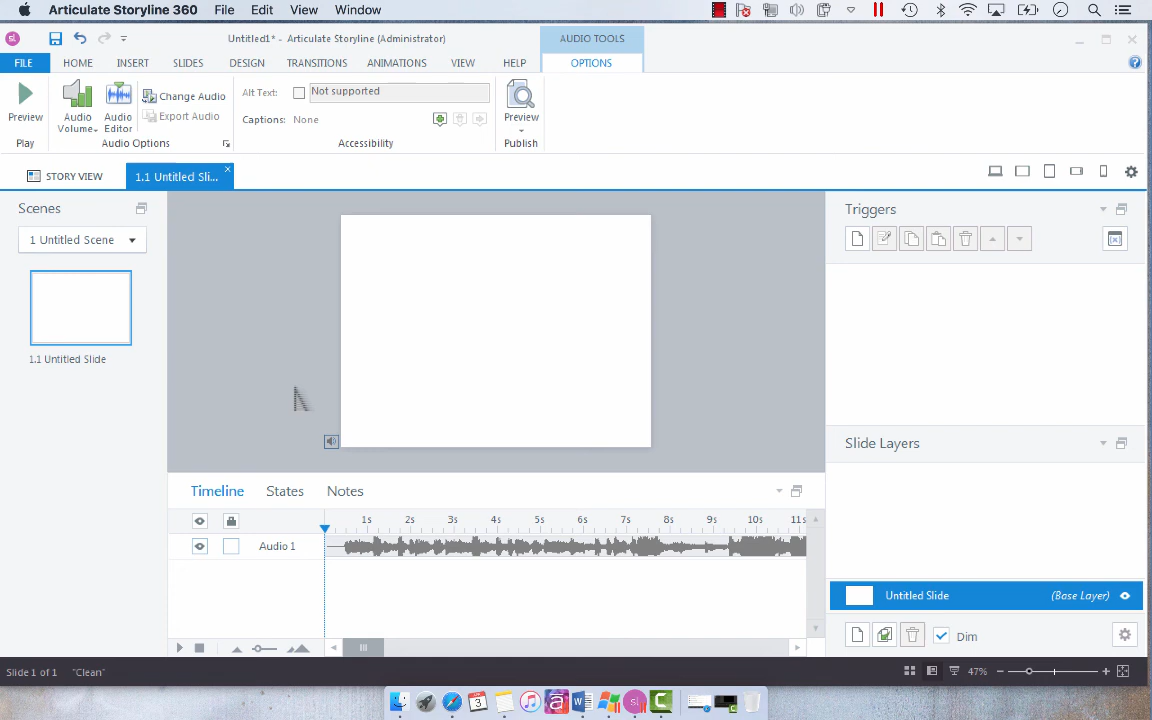 Articulate Storyline 360 File Edit View Window
Untitled1* - Articulate Storyline (Administrator) AUDIO TOOLS
FILE HOME INSERT SLIDES DESIGN TRANSITIONS ANIMATIONS VIEW HELP OPTIONS
Preview
Play
Audio Volume
Audio Editor
Change Audio
Export Audio
Audio Options
Alt Text: Not supported
Captions: None
Accessibility
Preview
Publish
STORY VIEW 1.1 Untitled Sli...
Scenes
1 Untitled Scene
1.1 Untitled Slide
Triggers
Slide Layers
Timeline States Notes
1s 2s 3s 4s 5s 6s 7s 8s 9s 10s 11s
Audio 1
Untitled Slide (Base Layer)
Dim
Slide 1 of 1 "Clean" 47%
3